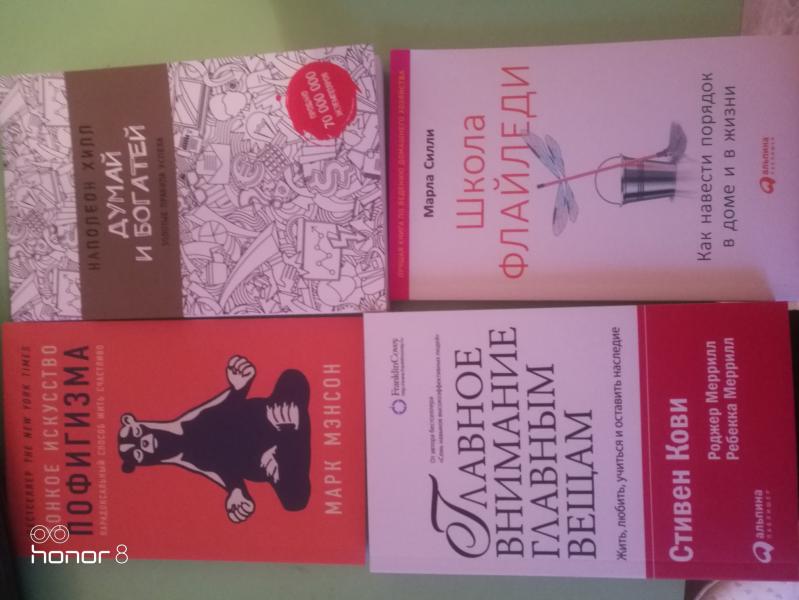 НАПОЛЕОН ХИЛЛ
ДУМАЙ
И БОГАТЕЙ
ЗОЛОТЫЕ ПРАВИЛА УСПЕХА
ПРОДАНО
70 000 000
ЭКЗЕМПЛЯРОВ
ЛУЧШАЯ КНИГА ПО ВЕДЕНИЮ ДОМАШНЕГО ХОЗЯЙСТВА
Марла Силли
Школа
ФЛАЙЛЕДИ
Как навести порядок
в доме и в жизни
альпина
ПАБЛИШЕР
БЕСТСЕЛЛЕР THE NEW YORK TIMES
ТОНКОЕ ИСКУССТВО
ПОФИГИЗМА
ПАРАДОКСАЛЬНЫЙ СПОСОБ ЖИТЬ СЧАСТЛИВО
МАРК МЭНСОН
FranklinCovey
От автора бестселлера
«Семь навыков высокоэффективных людей»
ГЛАВНОЕ
ВНИМАНИЕ
ГЛАВНЫМ
ВЕЩАМ
Жить, любить, учиться и оставить наследие
Стивен Кови
Роджер Меррилл
Ребекка Меррилл
альпина
ПАБЛИШЕР
honor 8